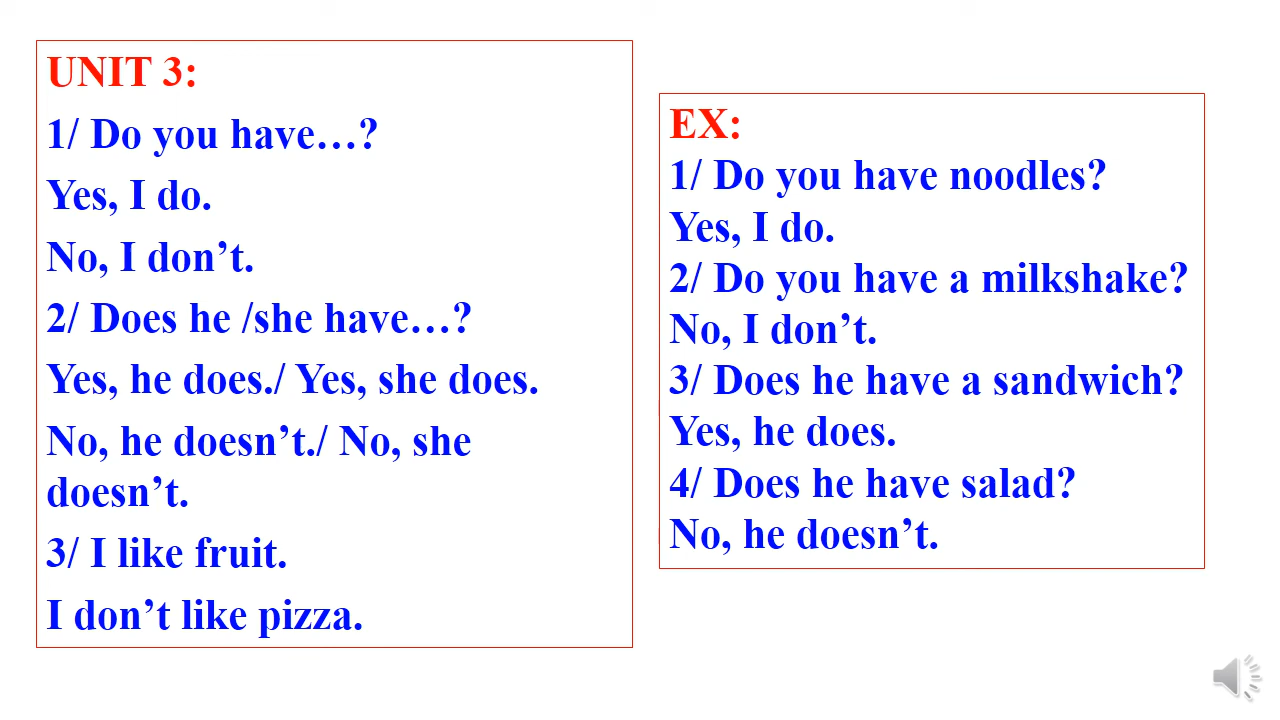 UNIT 3:
1/ Do you have…?
Yes, I do.
No, I don’t.
2/ Does he /she have…?
Yes, he does./ Yes, she does.
No, he doesn’t./ No, she
doesn’t.
3/ I like fruit.
I don’t like pizza.
EX:
1/ Do you have noodles?
Yes, I do.
2/ Do you have a milkshake?
No, I don’t.
3/ Does he have a sandwich?
Yes, he does.
4/ Does he have salad?
No, he doesn’t.